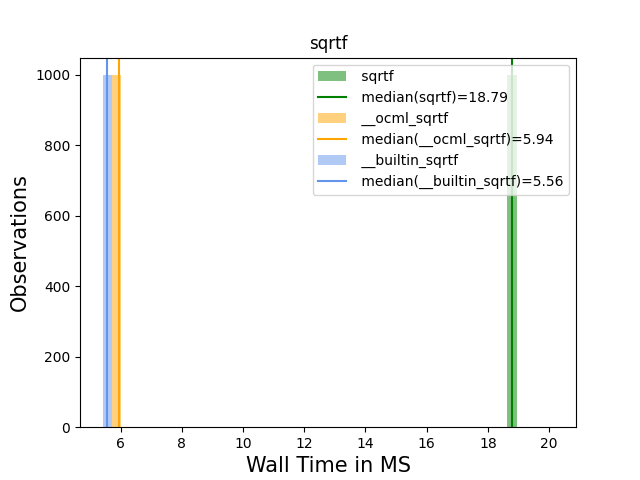 sqrtf
1000
800
600
400
200
0
Observations
sqrtf
median(sqrtf)=18.79
__ocml_sqrtf
median(__ocml_sqrtf)=5.94
__builtin_sqrtf
median(__builtin_sqrtf)=5.56
6 8 10 12 14 16 18 20
Wall Time in MS